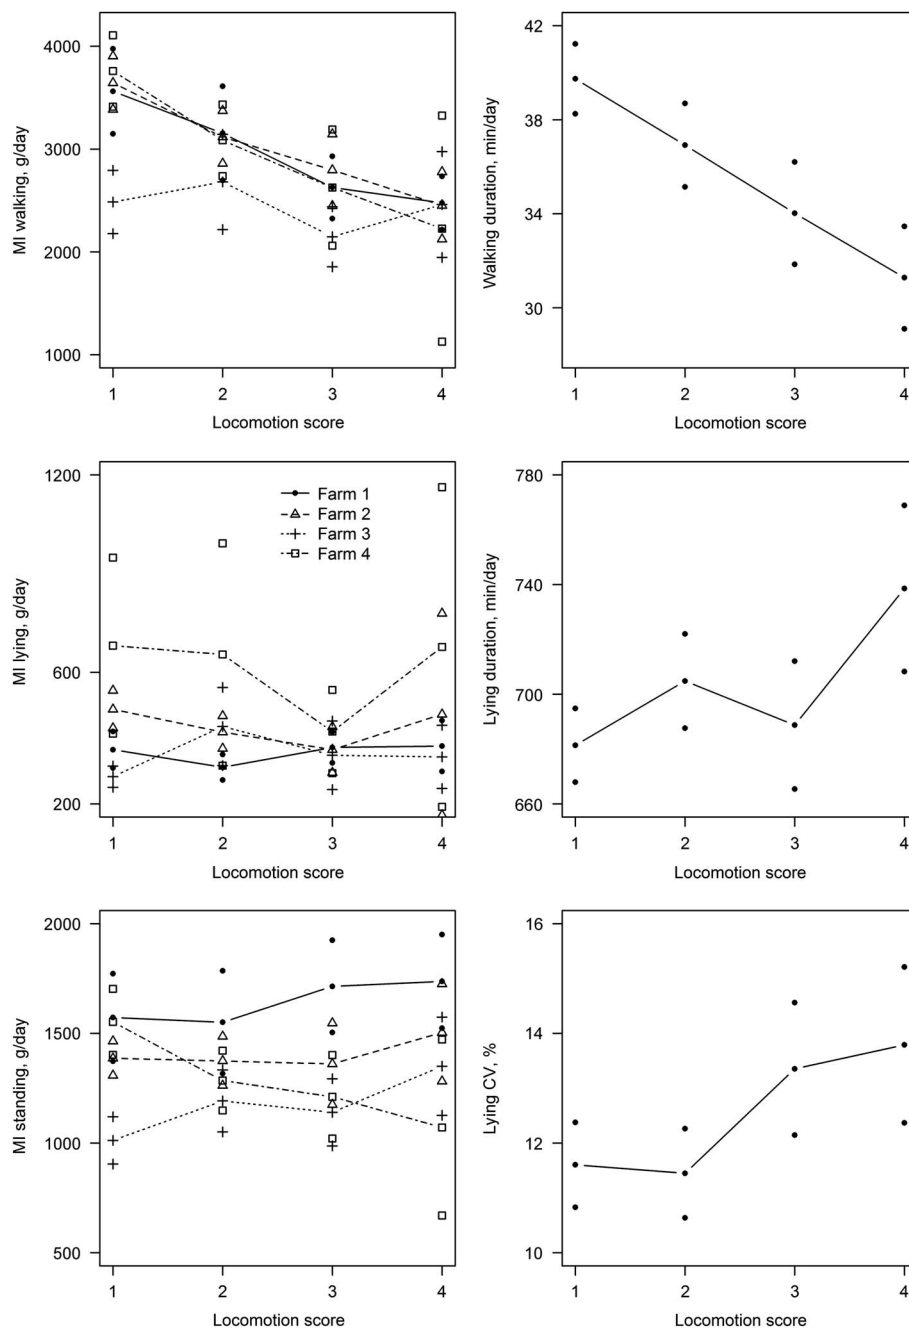 MI walking, g/day
4000
3000
2000
1000
1 2 3 4
Locomotion score
Walking duration, min/day
42
38
34
30
1 2 3 4
Locomotion score
MI lying, g/day
1200
600
200
Farm 1
Farm 2
Farm 3
Farm 4
1 2 3 4
Locomotion score
Lying duration, min/day
780
740
700
660
1 2 3 4
Locomotion score
MI standing, g/day
2000
1500
1000
500
1 2 3 4
Locomotion score
Lying CV, %
16
14
12
10
1 2 3 4
Locomotion score